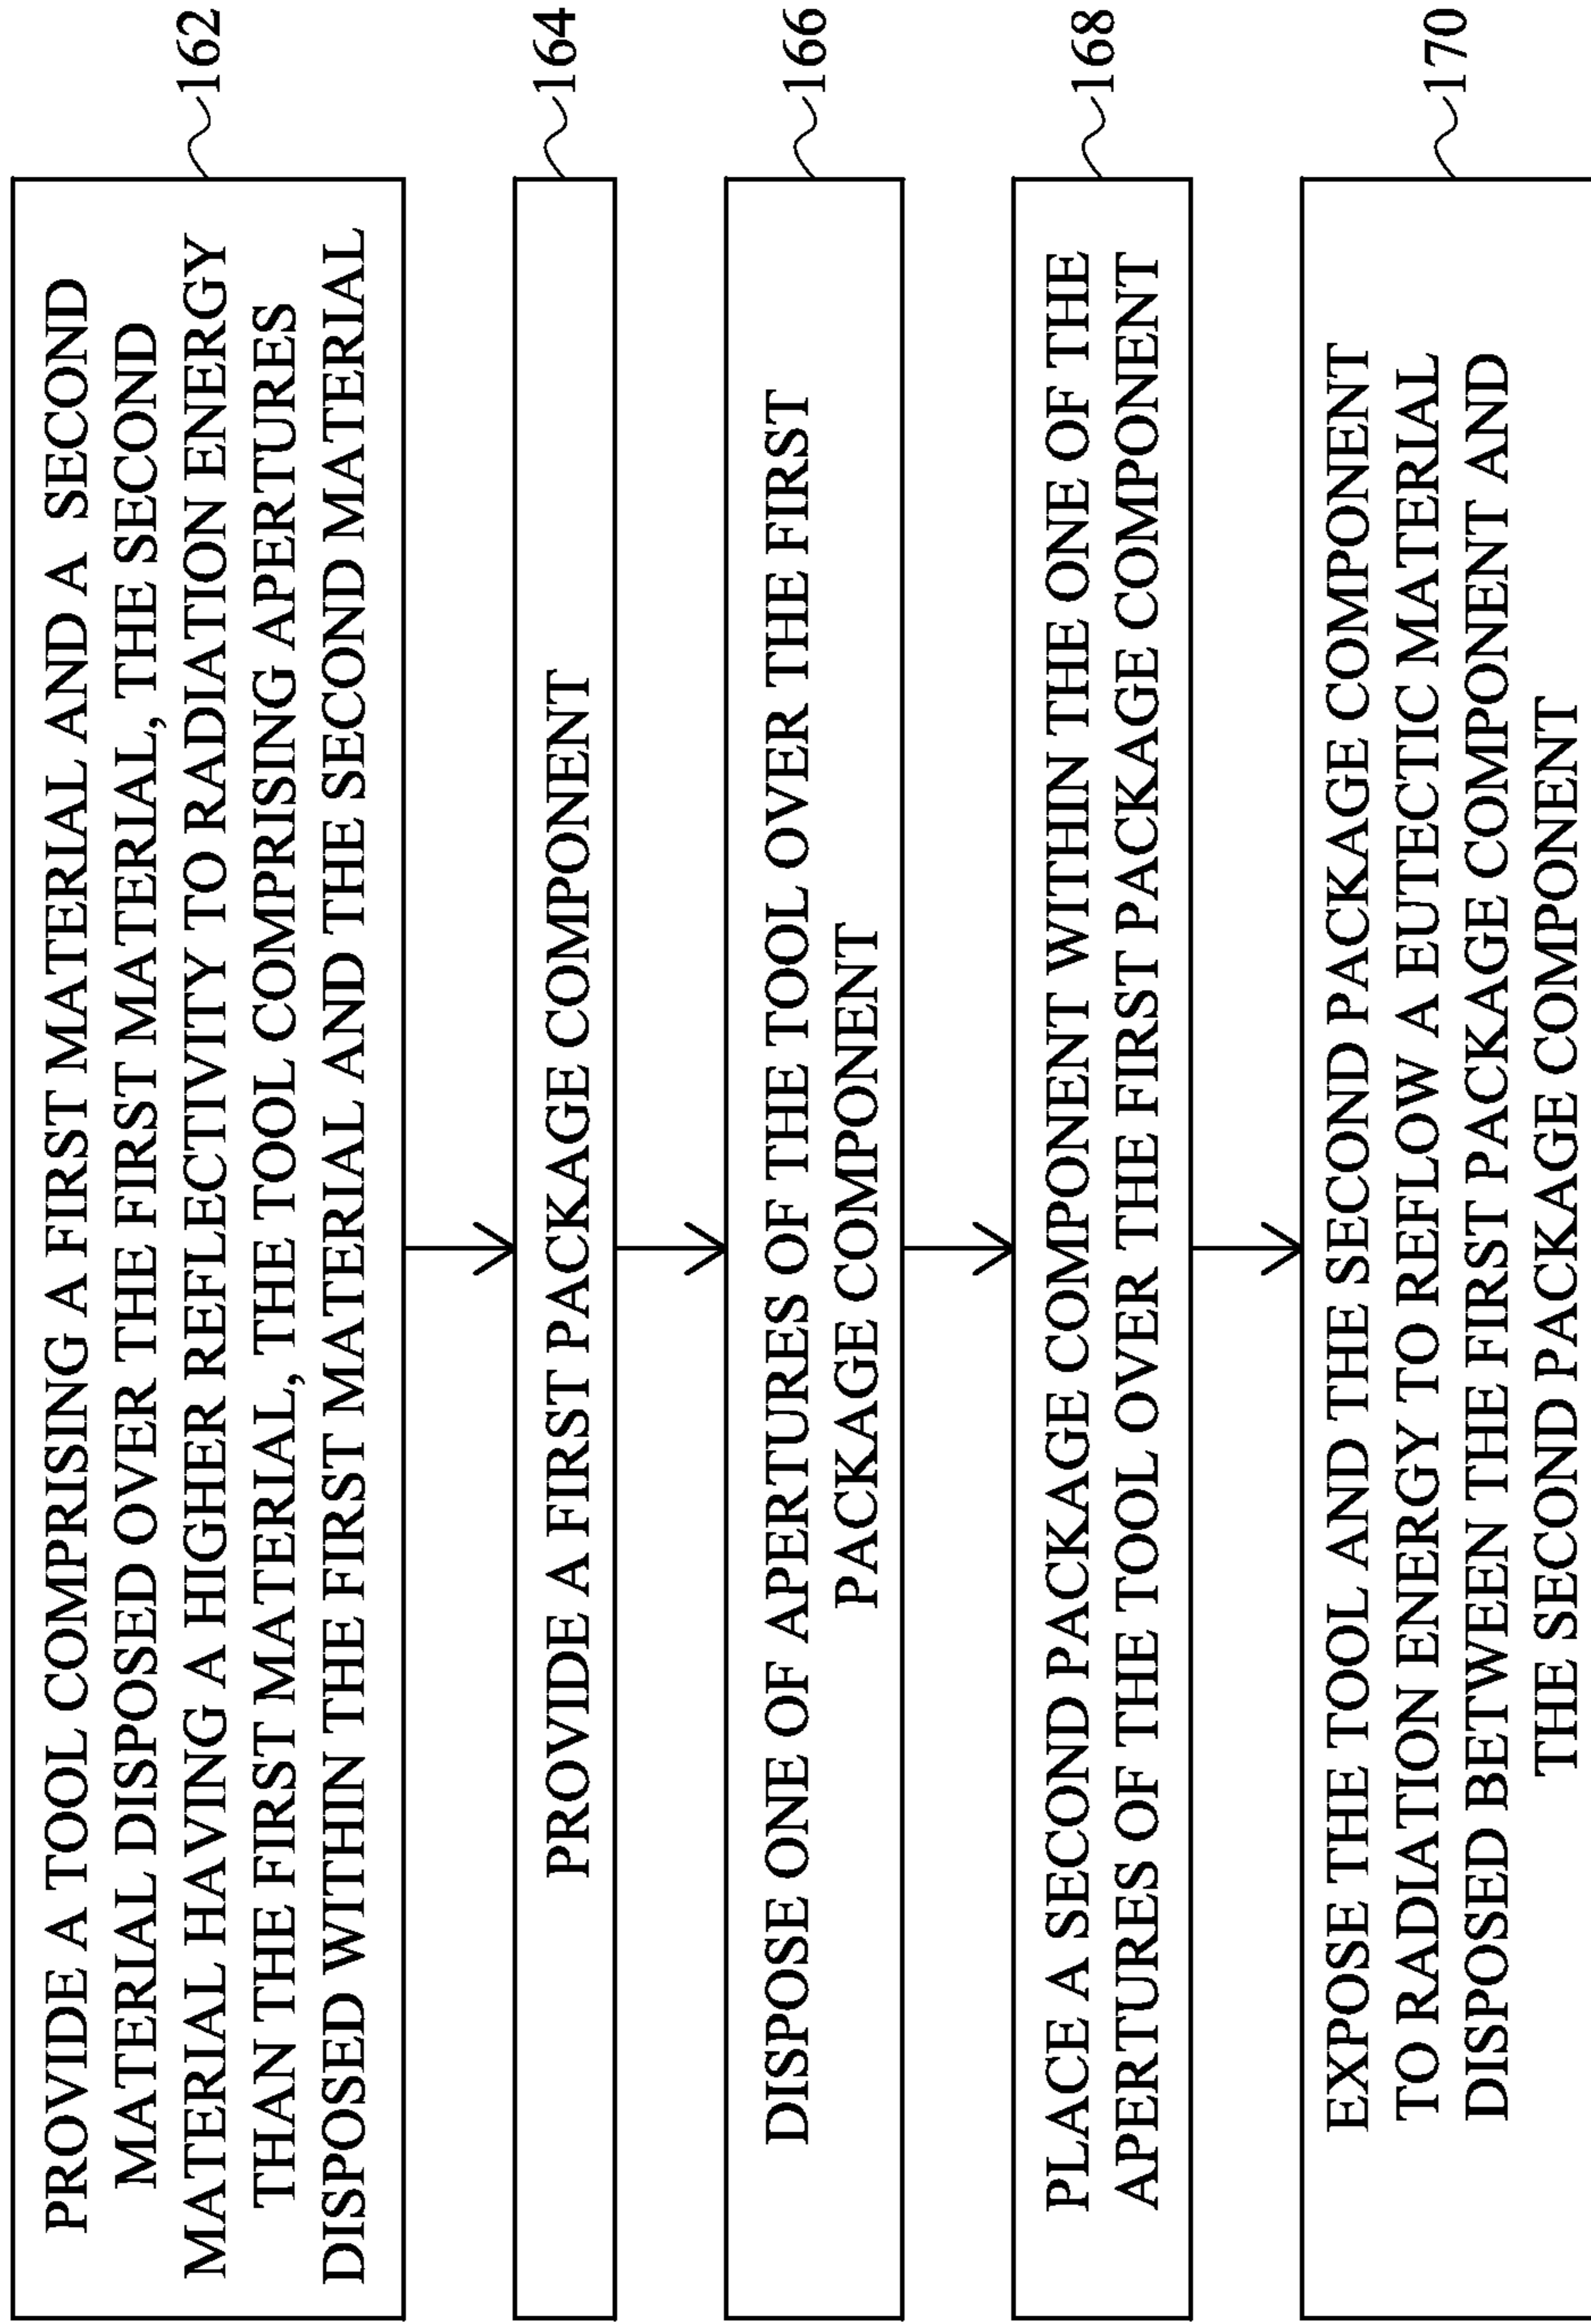 PROVIDE A TOOL COMPRISING A FIRST MATERIAL AND A SECOND
MATERIAL DISPOSED OVER THE FIRST MATERIAL, THE SECOND
MATERIAL HAVING A HIGHER REFLECTIVITY TO RADIATION ENERGY
THAN THE FIRST MATERIAL, THE TOOL COMPRISING APERTURES
DISPOSED WITHIN THE FIRST MATERIAL AND THE SECOND MATERIAL
162
PROVIDE A FIRST PACKAGE COMPONENT
164
DISPOSE ONE OF APERTURES OF THE TOOL OVER THE FIRST
PACKAGE COMPONENT
166
PLACE A SECOND PACKAGE COMPONENT WITHIN THE ONE OF THE
APERTURES OF THE TOOL OVER THE FIRST PACKAGE COMPONENT
168
EXPOSE THE TOOL AND THE SECOND PACKAGE COMPONENT
TO RADIATION ENERGY TO REFLOW A EUTECTIC MATERIAL
DISPOSED BETWEEN THE FIRST PACKAGE COMPONENT AND
THE SECOND PACKAGE COMPONENT
170